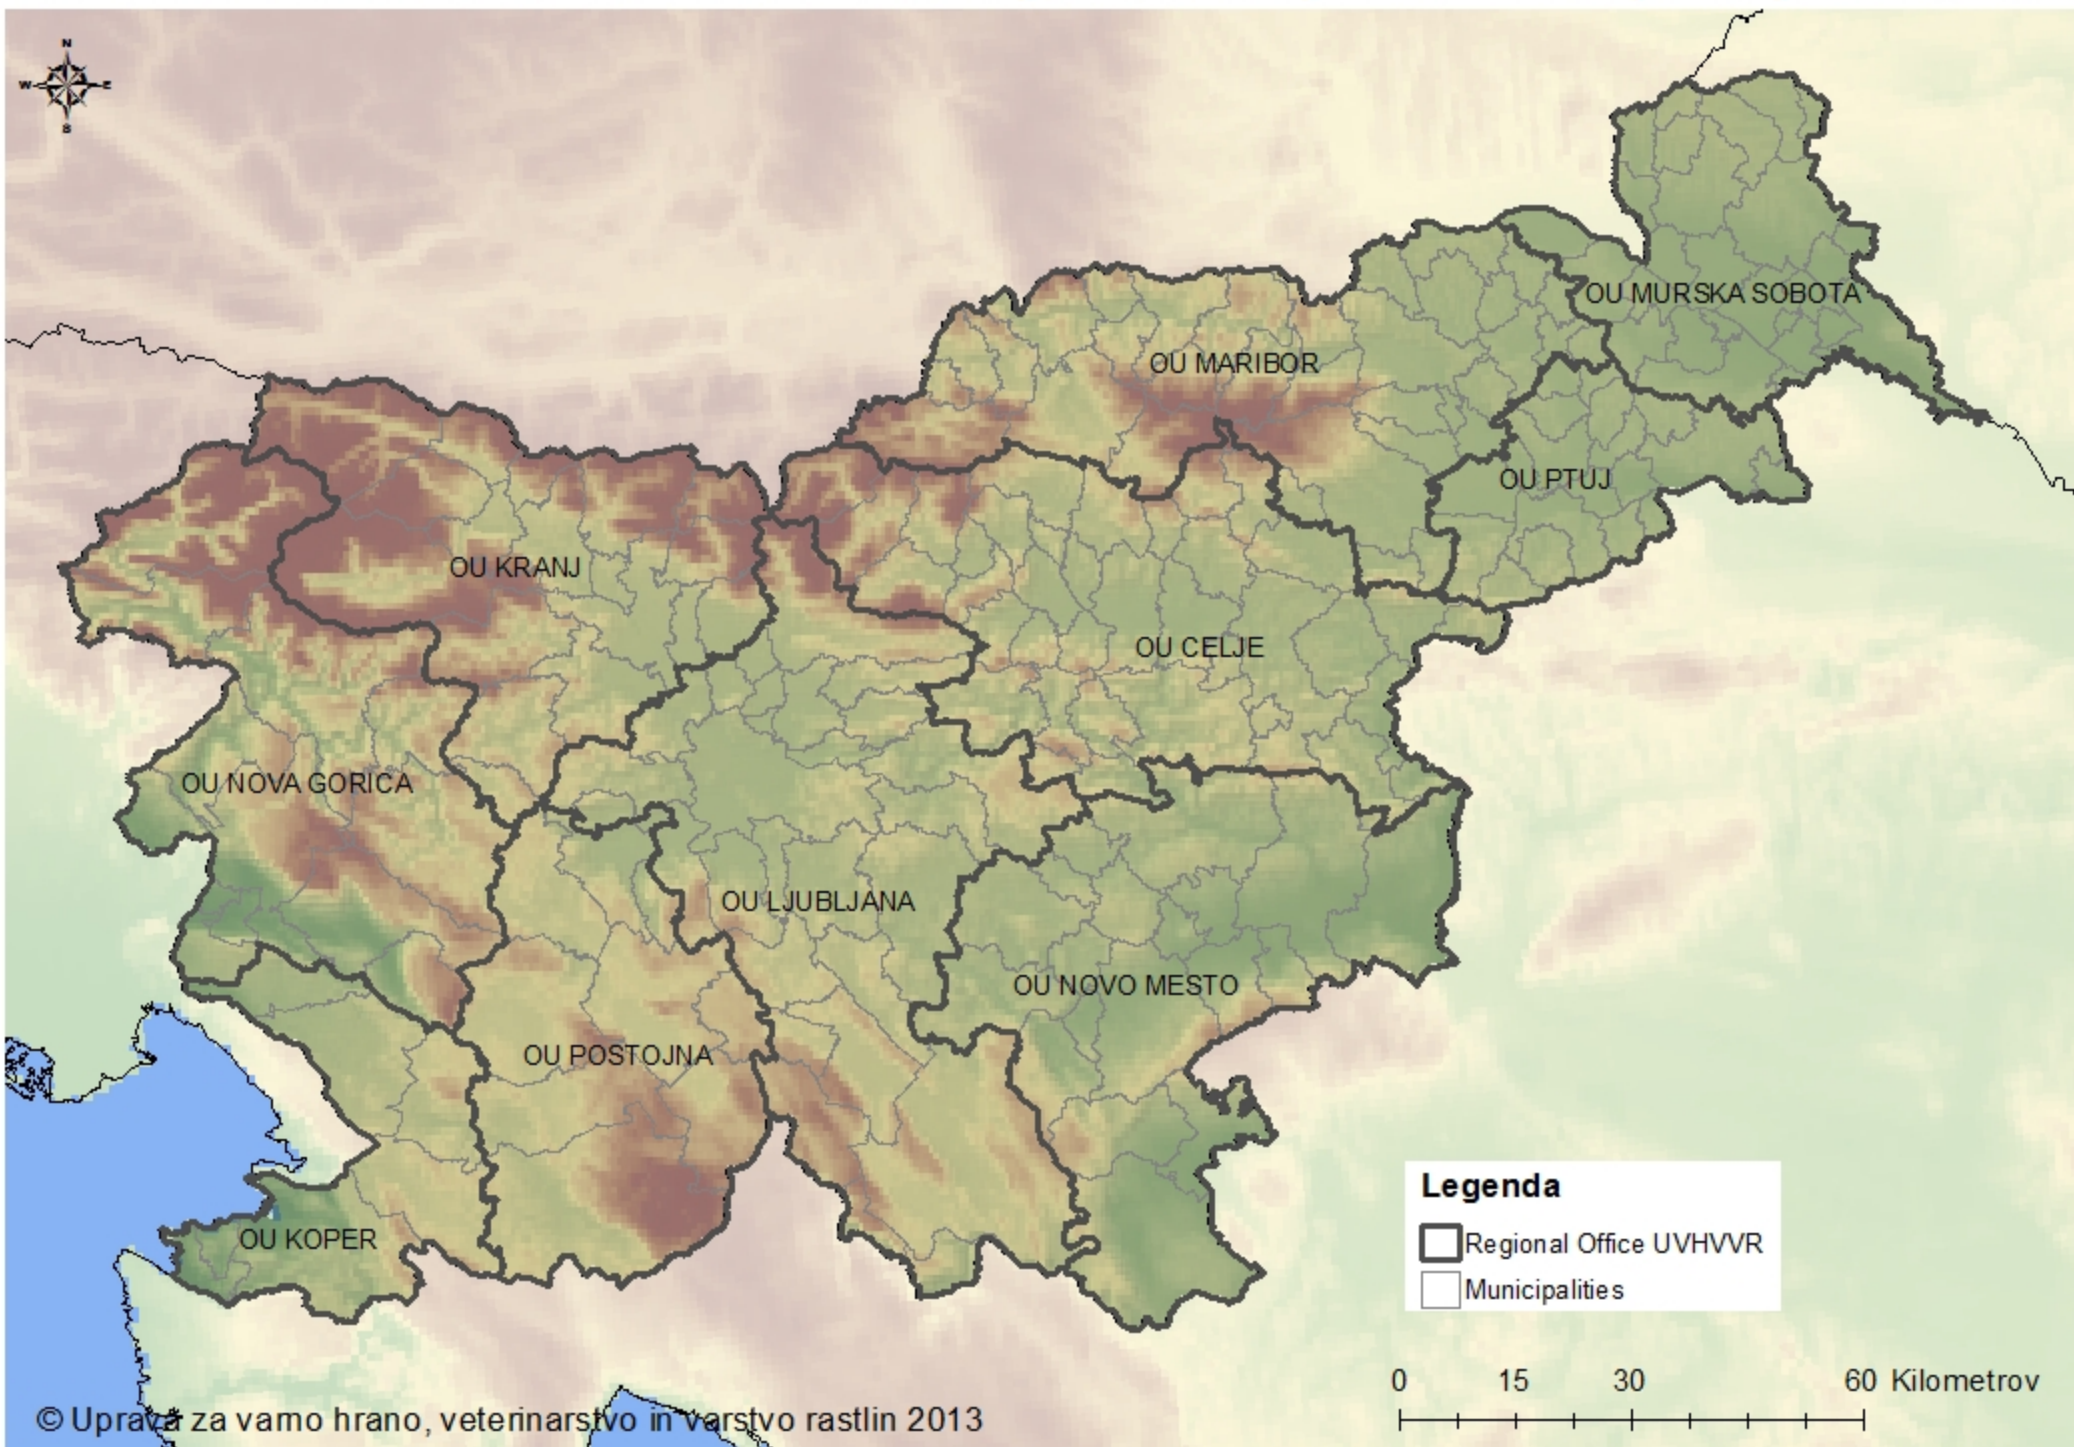 N
W E
S
OU MURSKA SOBOTA
OU MARIBOR
OU PTUJ
OU KRANJ
OU CELJE
OU NOVA GORICA
OU LJUBLJANA
OU NOVO MESTO
OU POSTOJNA
OU KOPER
Legenda
Regional Office UVHVVR
Municipalities
0 15 30 60 Kilometrov
© Uprava za varno hrano, veterinarstvo in varstvo rastlin 2013